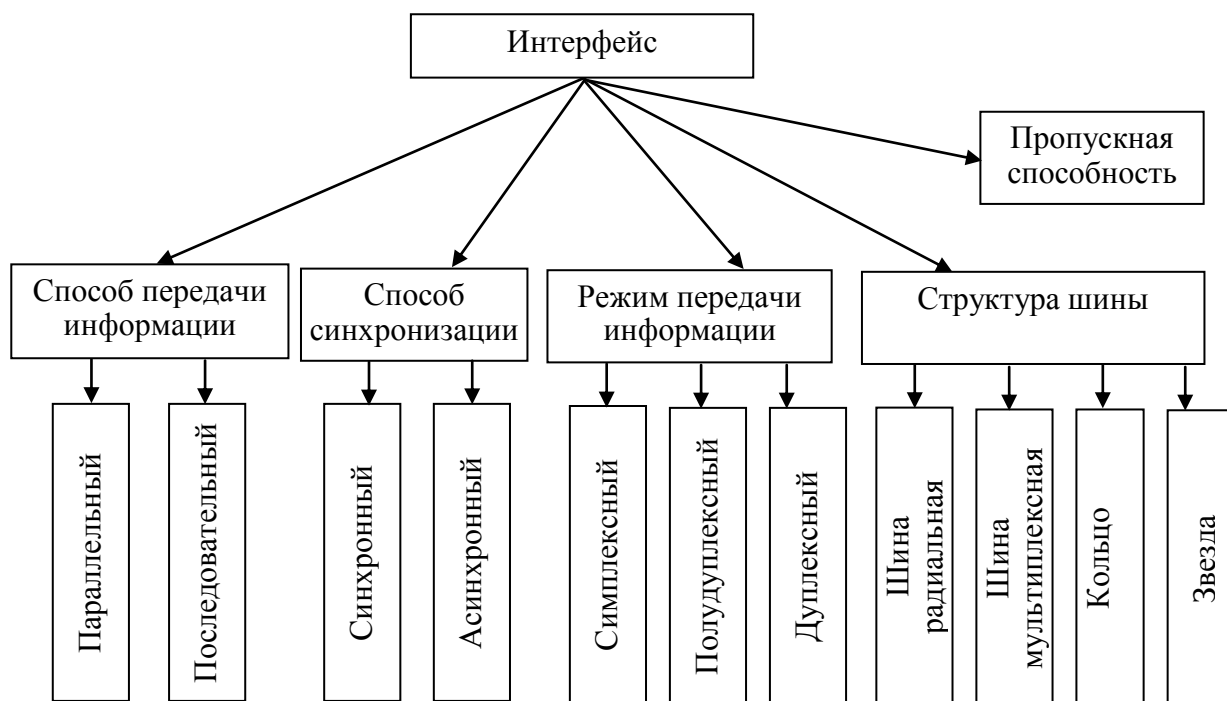 Интерфейс
Пропускная
способность
Способ передачи
информации
Способ
синхронизации
Режим передачи
информации
Структура шины
Параллельный
Последовательный
Синхронный
Асинхронный
Симплексный
Полудуплексный
Дуплексный
Шина
радиальная
Шина
мультиплексная
Кольцо
Звезда